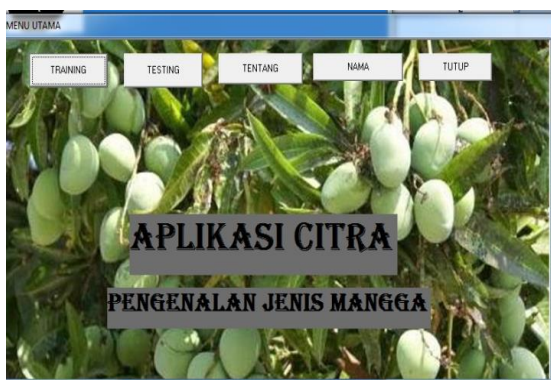 MENU UTAMA
TRAINING TESTING TENTANG NAMA TUTUP
APLIKASI CITRA
PENGENALAN JENIS MANGGA